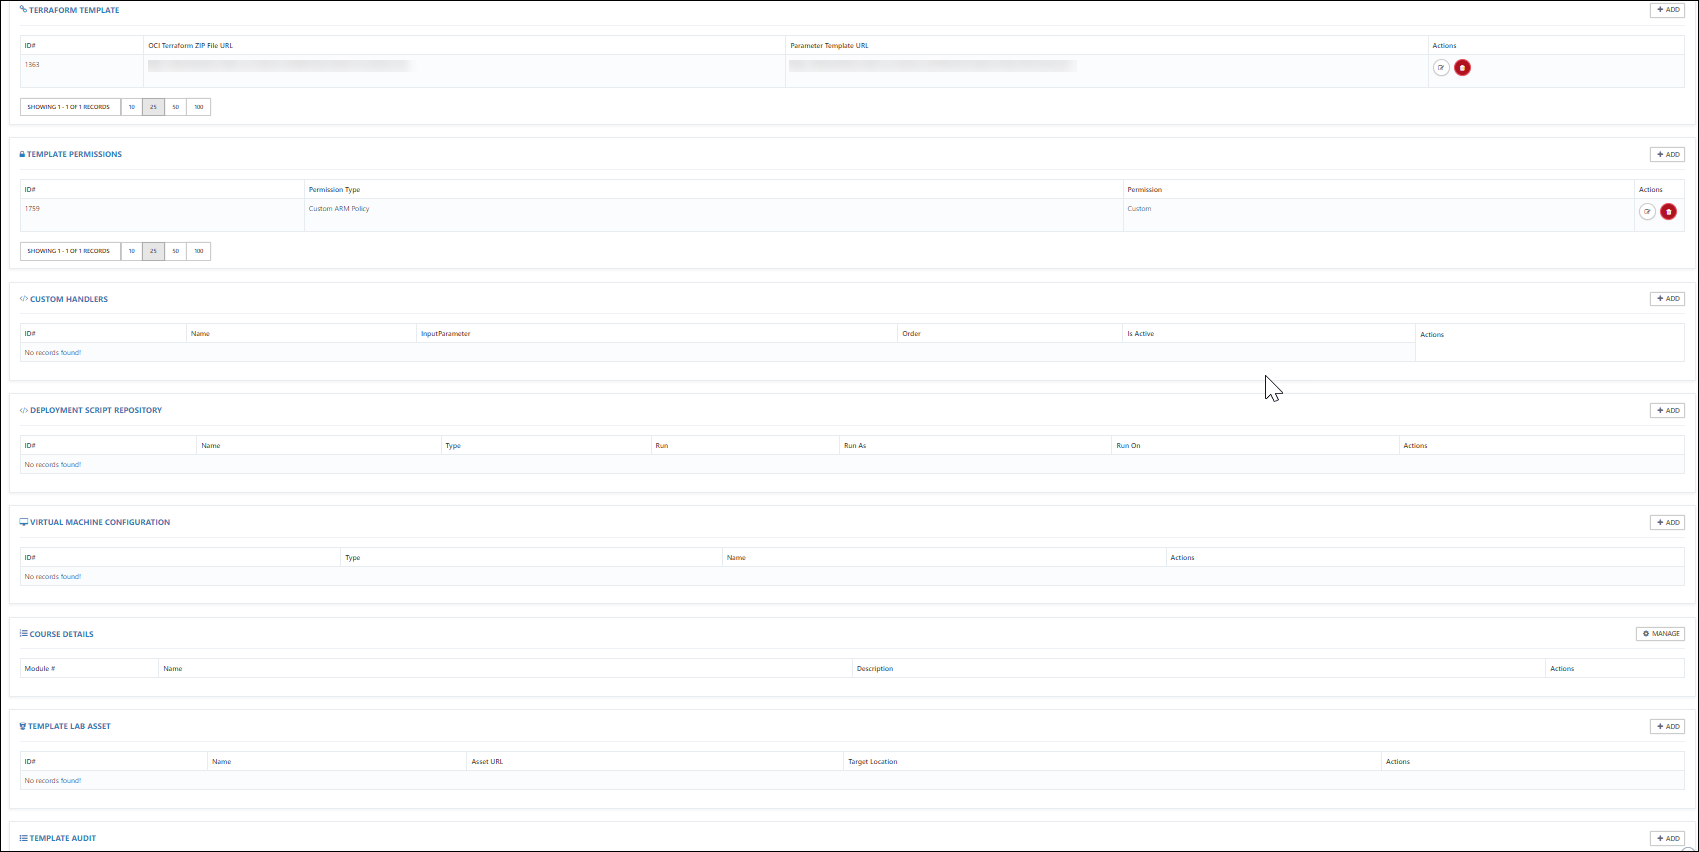 TERRAFORM TEMPLATE
ADD
ID# OCI Terraform ZIP File URL Parameter Template URL Actions
1363
SHOWING 1 - 1 OF 1 RECORDS 10 25 50 100
TEMPLATE PERMISSIONS
ADD
ID# Permission Type Permission Actions
1759 Custom ARM Policy Custom
SHOWING 1 - 1 OF 1 RECORDS 10 25 50 100
CUSTOM HANDLERS
ADD
ID# Name InputParameter Order Is Active Actions
No records found!
DEPLOYMENT SCRIPT REPOSITORY
ADD
ID# Name Type Run Run As Run On Actions
No records found!
VIRTUAL MACHINE CONFIGURATION
ADD
ID# Type Name Actions
No records found!
COURSE DETAILS
MANAGE
Module # Name Description Actions
TEMPLATE LAB ASSET
ADD
ID# Name Asset URL Target Location Actions
No records found!
TEMPLATE AUDIT
ADD